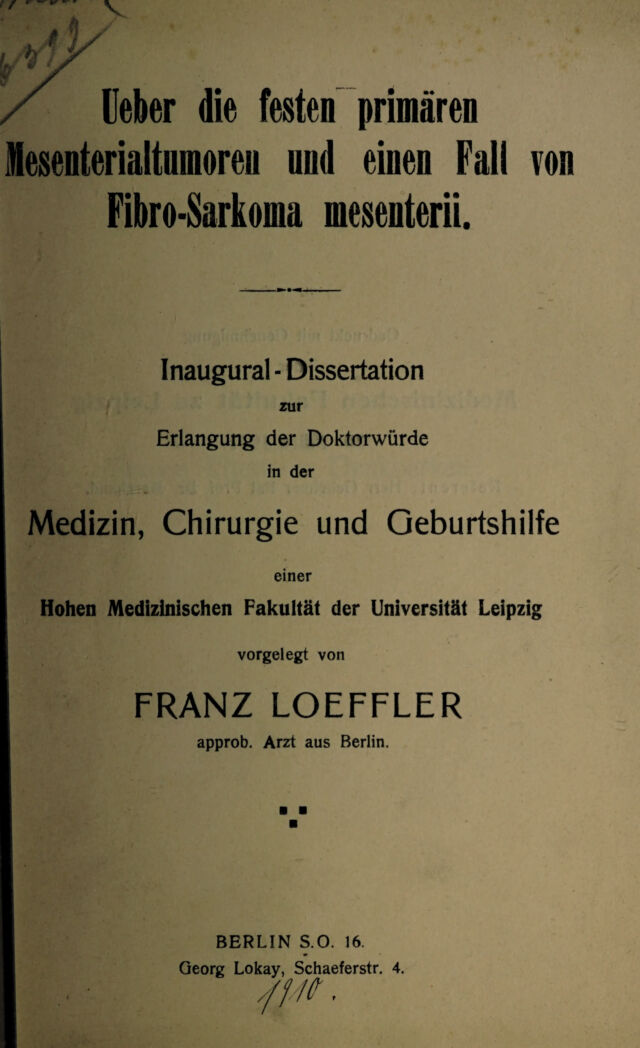 Ueber die festen primären
Mesenterialtumoren und einen Fall von
Fibro-Sarkoma mesenterii.
Inaugural-Dissertation
zur
Erlangung der Doktorwürde
in der
Medizin, Chirurgie und Geburtshilfe
einer
Hohen Medizinischen Fakultät der Universität Leipzig
vorgelegt von
FRANZ LOEFFLER
approb. Arzt aus Berlin.
BERLIN S.O. 16.
Georg Lokay, Schaeferstr. 4.
1910.